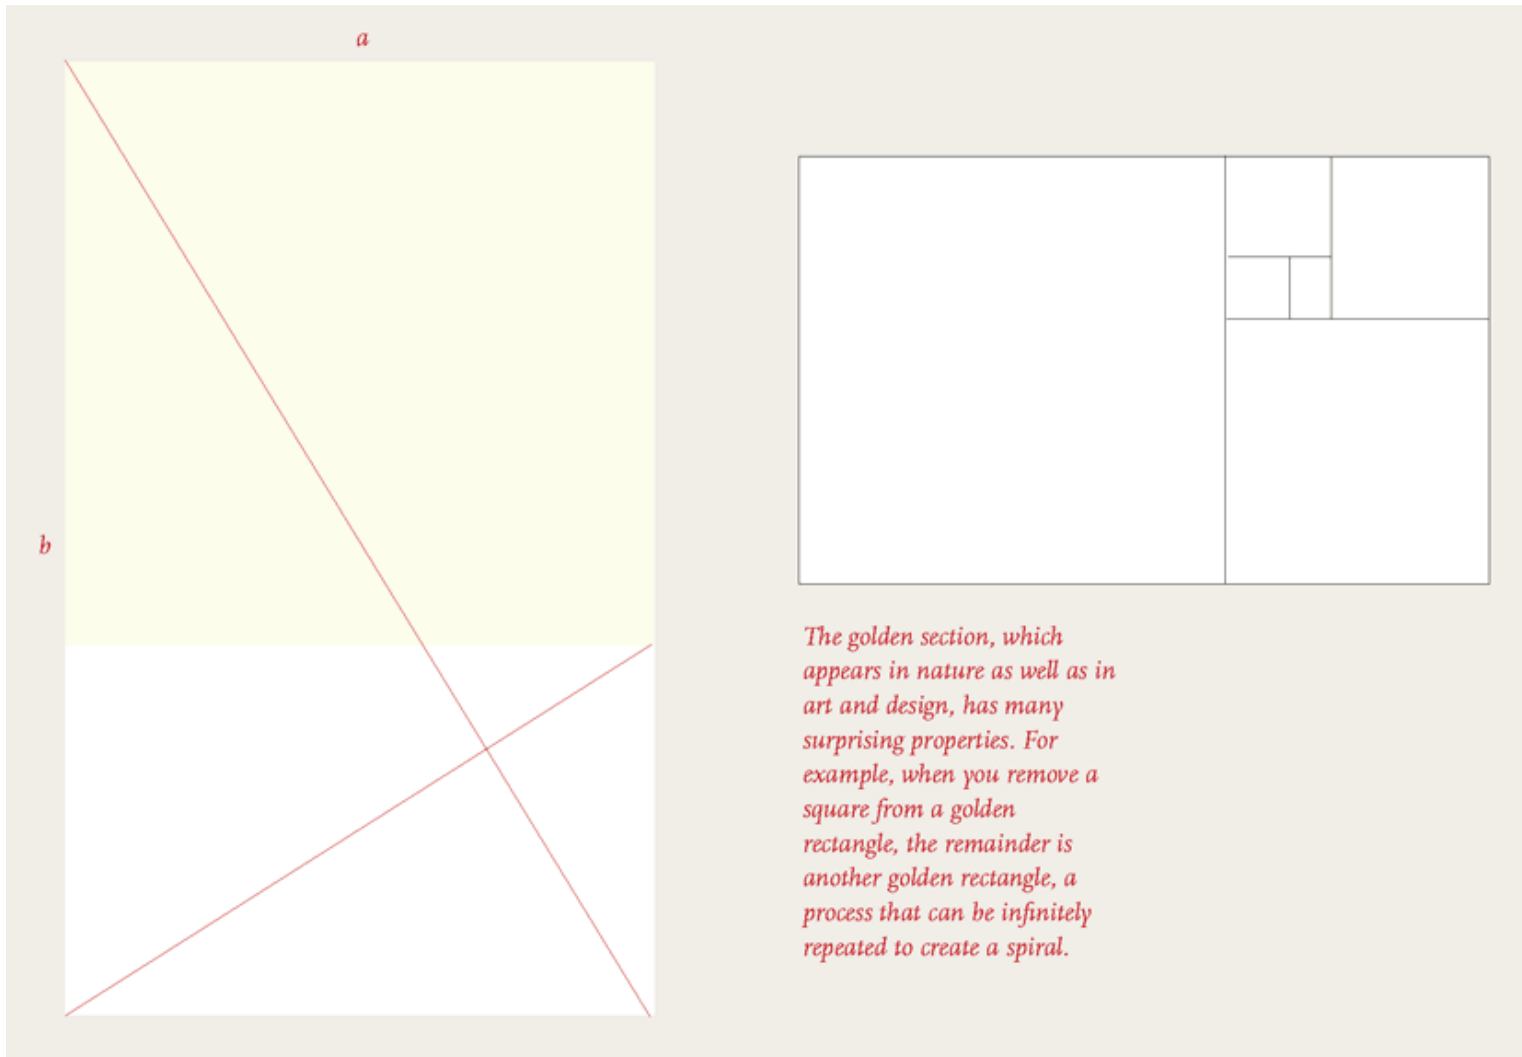 a
b
The golden section, which
appears in nature as well as in
art and design, has many
surprising properties. For
example, when you remove a
square from a golden
rectangle, the remainder is
another golden rectangle, a
process that can be infinitely
repeated to create a spiral.